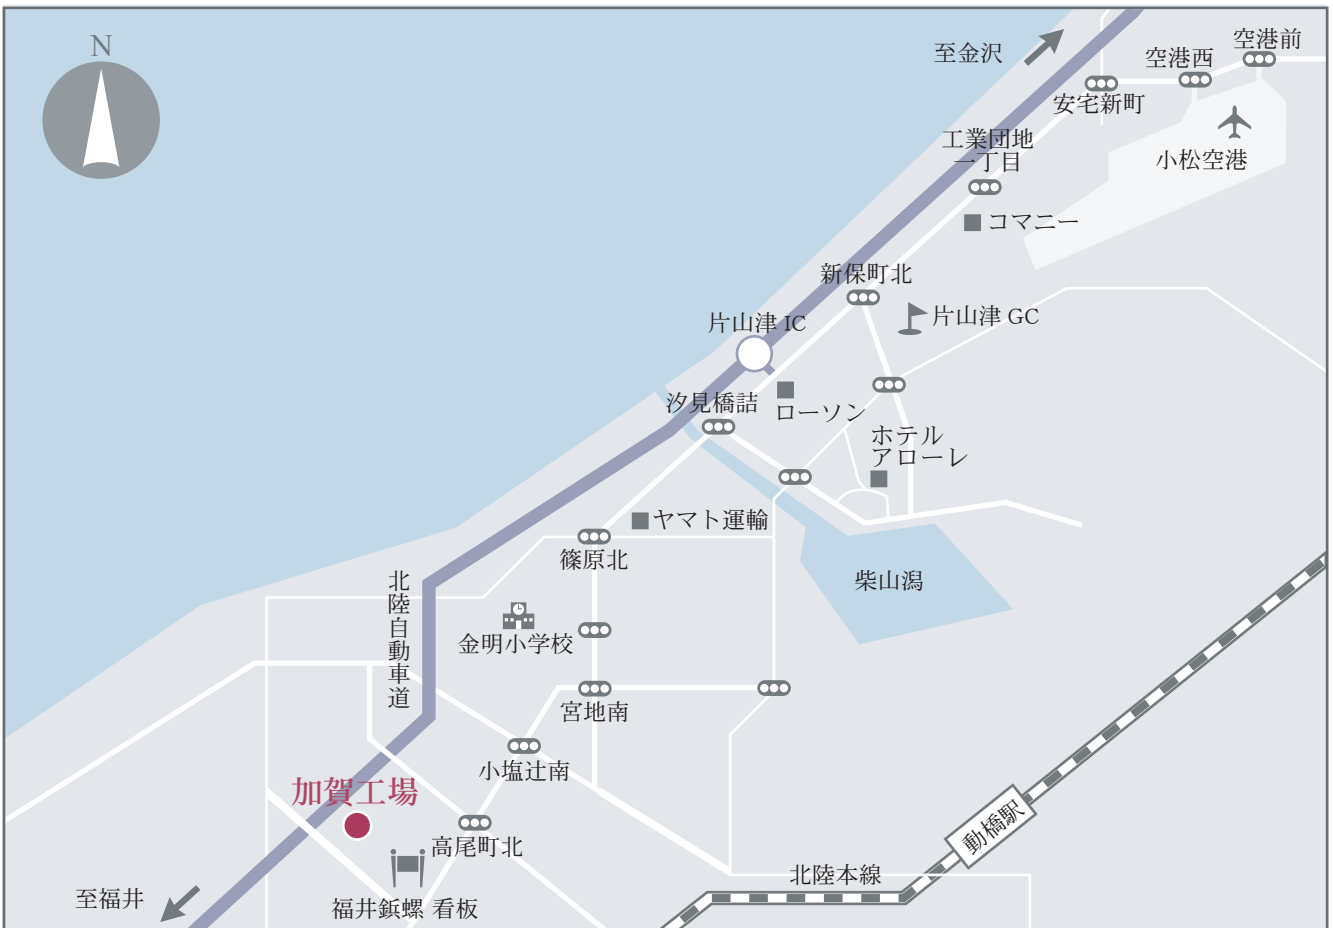 N
至金沢
空港前
空港西
安宅新町
工業団地
一丁目
小松空港
コマニー
新保町北
片山津 GC
片山津 IC
汐見橋詰
ローソン
ホテル
アローレ
ヤマト運輸
篠原北
柴山潟
北陸自動車道
金明小学校
宮地南
小塩辻南
加賀工場
高尾町北
動橋駅
北陸本線
至福井
福井鋲螺 看板